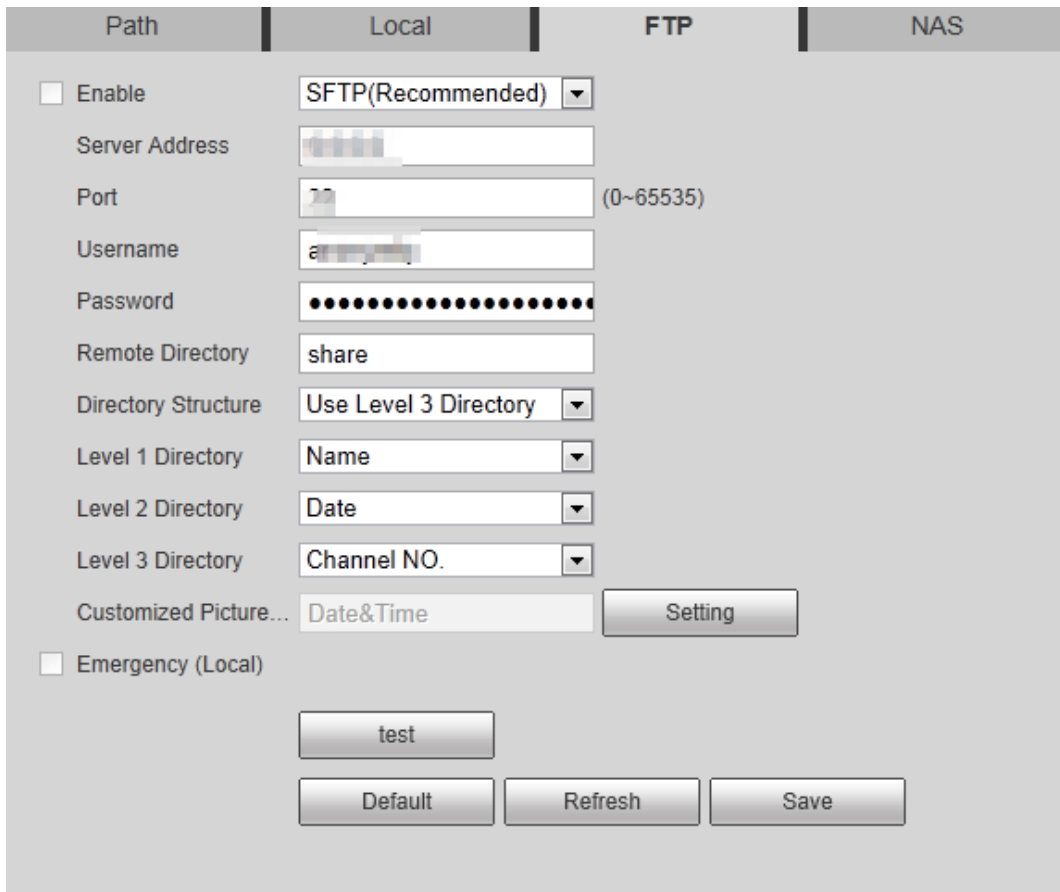 Path Local FTP NAS
Enable SFTP(Recommended)
Server Address
Port (0~65535)
Username
Password ●●●●●●●●●●●●●●●●●●●●
Remote Directory share
Directory Structure Use Level 3 Directory
Level 1 Directory Name
Level 2 Directory Date
Level 3 Directory Channel NO.
Customized Picture... Date&Time Setting
Emergency (Local)
test
Default Refresh Save